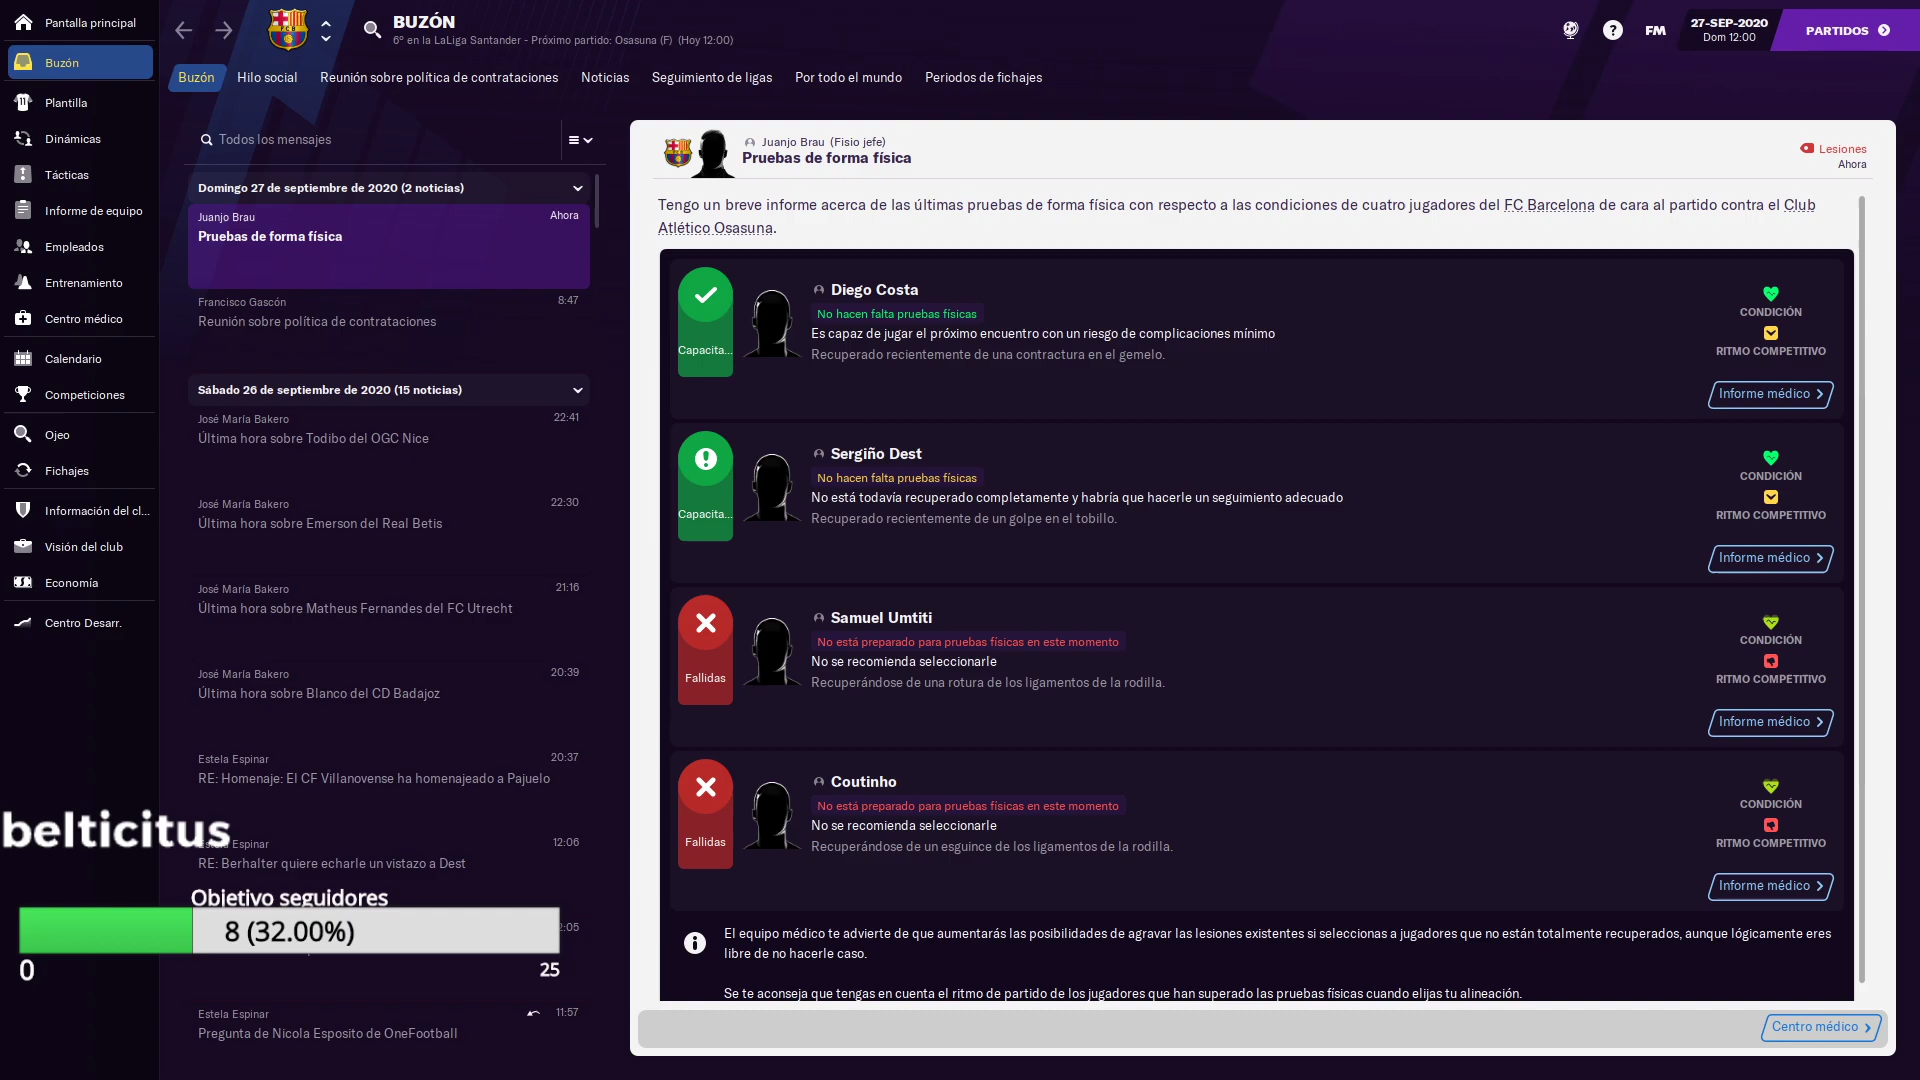 Pantalla principal
Buzón
Plantilla
Dinámicas
Tácticas
Informe de equipo
Empleados
Entrenamiento
Centro médico
Calendario
Competiciones
Ojeo
Fichajes
Información del cl...
Visión del club
Economía
Centro Desarr.
BUZÓN
6º en la LaLiga Santander - Próximo partido: Osasuna (F) (Hoy 12:00)
FM
27-SEP-2020
Dom 12:00
PARTIDOS
Buzón
Hilo social
Reunión sobre política de contrataciones
Noticias
Seguimiento de ligas
Por todo el mundo
Periodos de fichajes
Todos los mensajes
Domingo 27 de septiembre de 2020 (2 noticias)
Juanjo Brau Ahora
Pruebas de forma física
Francisco Gascón 8:47
Reunión sobre política de contrataciones
Sábado 26 de septiembre de 2020 (15 noticias)
José María Bakero 22:41
Última hora sobre Todibo del OGC Nice
José María Bakero 22:30
Última hora sobre Emerson del Real Betis
José María Bakero 21:16
Última hora sobre Matheus Fernandes del FC Utrecht
José María Bakero 20:39
Última hora sobre Blanco del CD Badajoz
Estela Espinar 20:37
RE: Homenaje: El CF Villanovense ha homenajeado a Pajuelo
belticitus
Estela Espinar 12:06
RE: Berhalter quiere echarle un vistazo a Dest
Objetivo seguidores
8 (32.00%)
:05
0
25
Estela Espinar 11:57
Pregunta de Nicola Esposito de OneFootball
Juanjo Brau (Fisio jefe)
Pruebas de forma física
Lesiones
Ahora
Tengo un breve informe acerca de las últimas pruebas de forma física con respecto a las condiciones de cuatro jugadores del FC Barcelona de cara al partido contra el Club
Atlético Osasuna.
Capacita...
Diego Costa
No hacen falta pruebas físicas
Es capaz de jugar el próximo encuentro con un riesgo de complicaciones mínimo
Recuperado recientemente de una contractura en el gemelo.
CONDICIÓN
RITMO COMPETITIVO
Informe médico
Capacita...
Sergiño Dest
No hacen falta pruebas físicas
No está todavía recuperado completamente y habría que hacerle un seguimiento adecuado
Recuperado recientemente de un golpe en el tobillo.
CONDICIÓN
RITMO COMPETITIVO
Informe médico
Fallidas
Samuel Umtiti
No está preparado para pruebas físicas en este momento
No se recomienda seleccionarle
Recuperándose de una rotura de los ligamentos de la rodilla.
CONDICIÓN
RITMO COMPETITIVO
Informe médico
Fallidas
Coutinho
No está preparado para pruebas físicas en este momento
No se recomienda seleccionarle
Recuperándose de un esguince de los ligamentos de la rodilla.
CONDICIÓN
RITMO COMPETITIVO
Informe médico
El equipo médico te advierte de que aumentarás las posibilidades de agravar las lesiones existentes si seleccionas a jugadores que no están totalmente recuperados, aunque lógicamente eres
libre de no hacerle caso.
Se te aconseja que tengas en cuenta el ritmo de partido de los jugadores que han superado las pruebas físicas cuando elijas tu alineación.
Centro médico